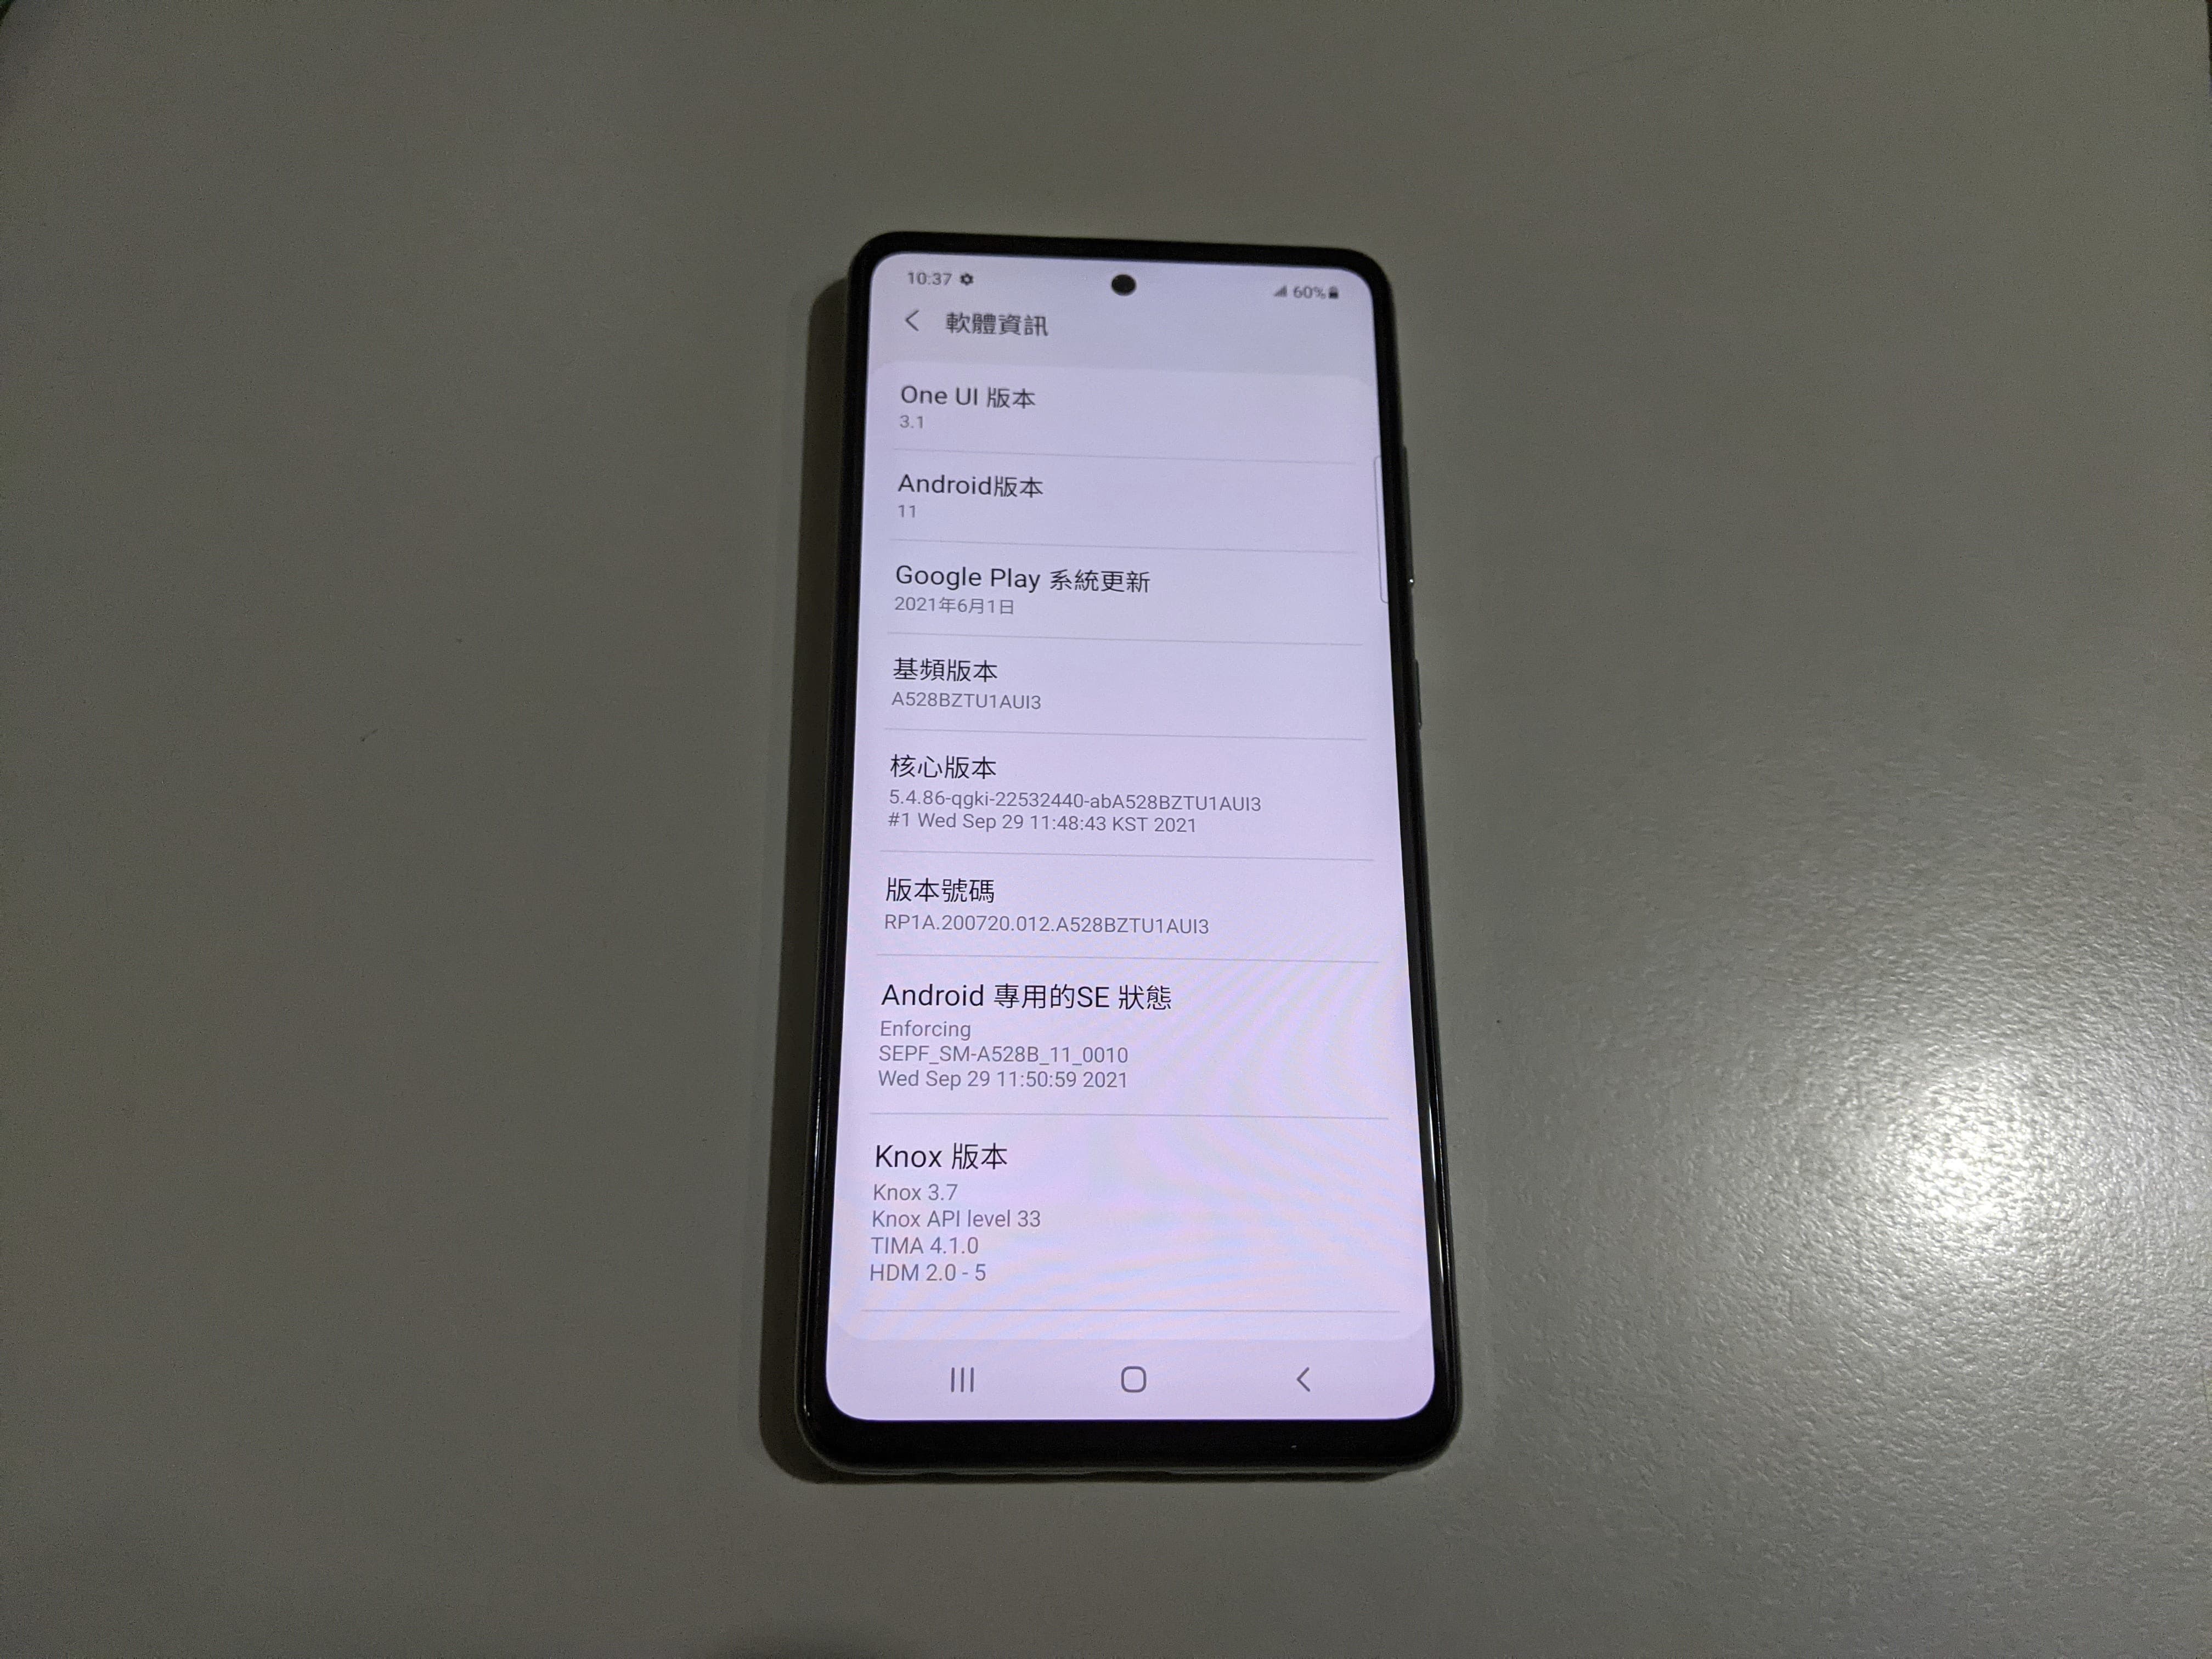 10:37
60%
軟體資訊
One UI 版本
3.1
Android版本
11
Google Play 系統更新
2021年6月1日
基頻版本
A528BZTU1AUI3
核心版本
5.4.86-qgki-22532440-abA528BZTU1AUI3
#1 Wed Sep 29 11:48:43 KST 2021
版本號碼
RP1A.200720.012.A528BZTU1AUI3
Android 專用的SE 狀態
Enforcing
SEPF_SM-A528B_11_0010
Wed Sep 29 11:50:59 2021
Knox 版本
Knox 3.7
Knox API level 33
TIMA 4.1.0
HDM 2.0 - 5